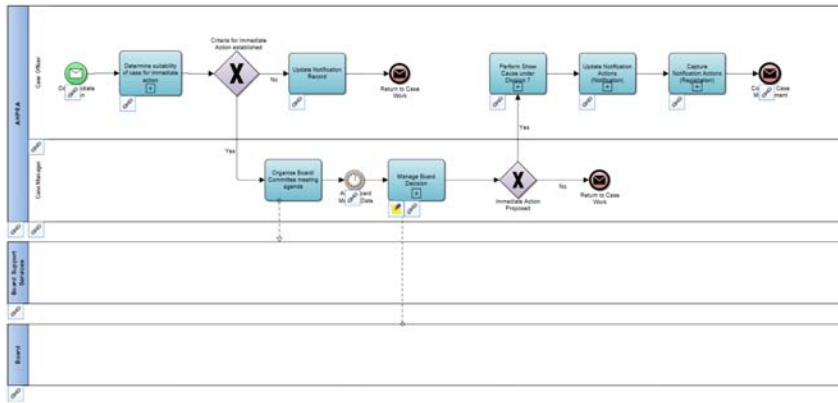 AHPRA
Case Officer
Determine suitability
of case for immediate
action
Criteria for Immediate
Action established
No
Update Notification
Record
Return to Case
Work
Perform Show
Cause under
Division 7
Update Notification
Actions
(Notification)
Capture
Notification Actions
(Registration)
Yes
Yes
Case Manager
Organise Board
Committee meeting
agenda
Manage Board
Decision
Immediate Action
Proposed
No
Return to Case
Work
Board Support
Services
Board